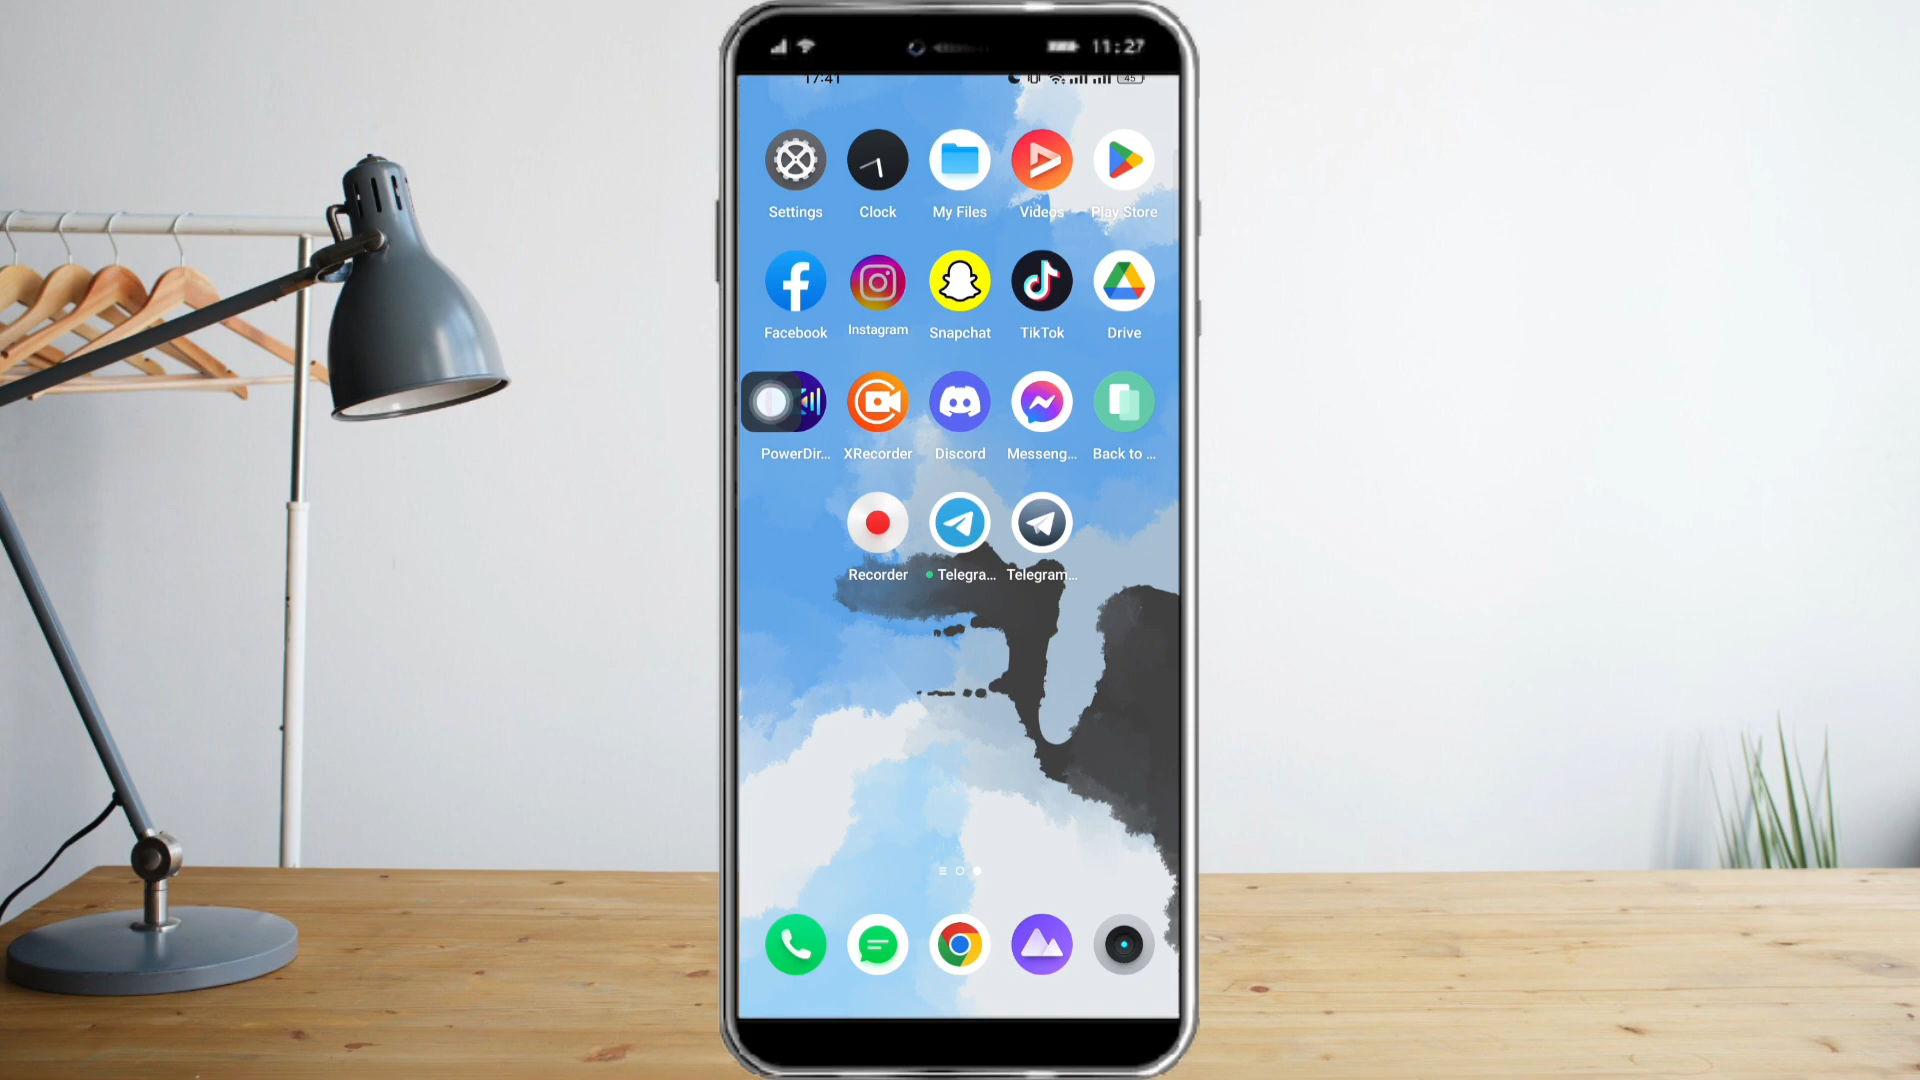 11:27
17:41
45
Settings Clock My Files Videos Play Store
Facebook Instagram Snapchat TikTok Drive
PowerDir... XRecorder Discord Messeng... Back to ...
Recorder Telegra... Telegram...